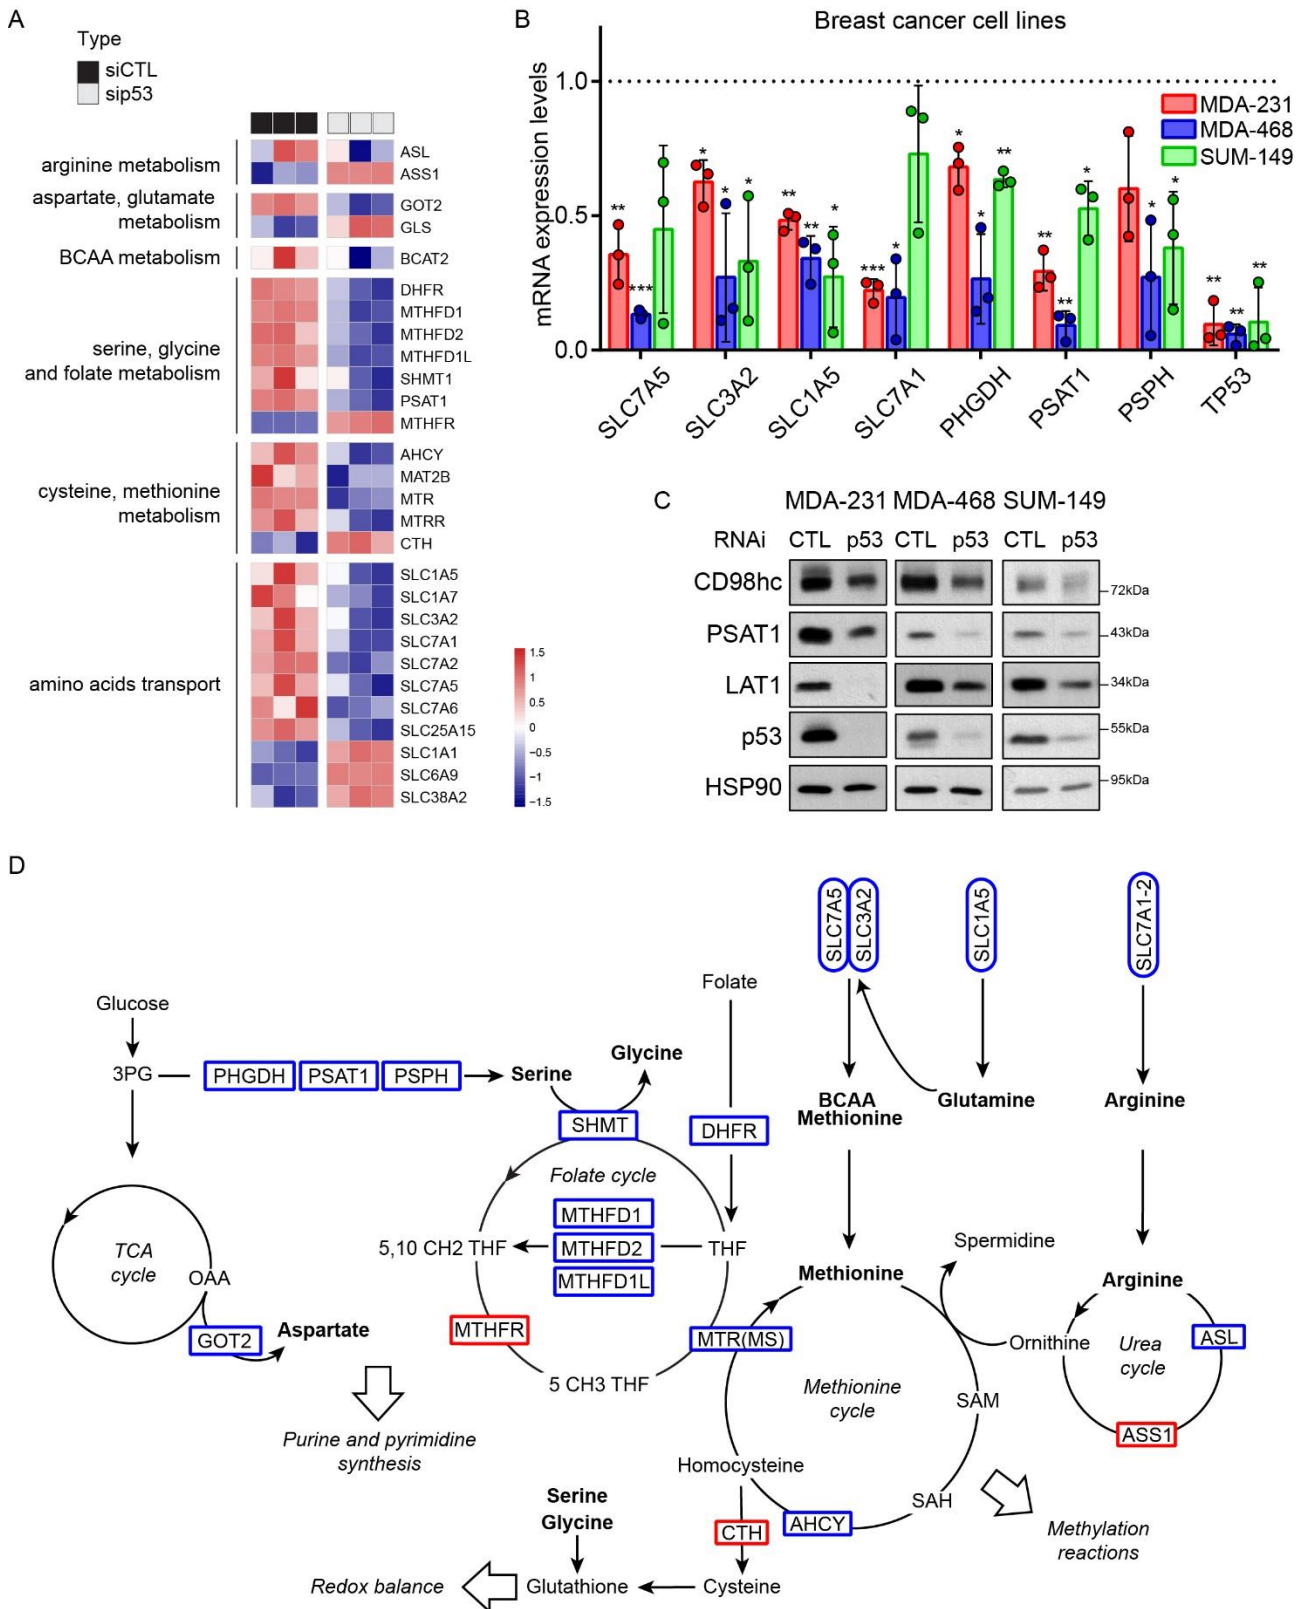 A
Type
siCTL
sip53
arginine metabolism
ASL
ASS1
aspartate, glutamate
metabolism
GOT2
GLS
BCAA metabolism
BCAT2
serine, glycine
and folate metabolism
DHFR
MTHFD1
MTHFD2
MTHFD1L
SHMT1
PSAT1
MTHFR
cysteine, methionine
metabolism
AHCY
MAT2B
MTR
MTRR
CTH
amino acids transport
SLC1A5
SLC1A7
SLC3A2
SLC7A1
SLC7A2
SLC7A5
SLC7A6
SLC25A15
SLC1A1
SLC6A9
SLC38A2
1.5
1
0.5
0
−0.5
−1
−1.5
B
Breast cancer cell lines
mRNA expression levels
1.0
0.5
0.0
MDA-231
MDA-468
SUM-149
** *** * * * ** ** * *** * * * ** ** ** * * * ** ** **
SLC7A5
SLC3A2
SLC1A5
SLC7A1
PHGDH
PSAT1
PSPH
TP53
C
MDA-231 MDA-468 SUM-149
RNAi CTL p53 CTL p53 CTL p53
CD98hc
72kDa
PSAT1
43kDa
LAT1
34kDa
p53
55kDa
HSP90
95kDa
D
SLC7A5
SLC3A2
SLC1A5
SLC7A1-2
Glucose
3PG
PHGDH
PSAT1
PSPH
Serine
Glycine
Folate
SHMT
DHFR
BCAA
Methionine
Glutamine
Arginine
Folate cycle
MTHFD1
MTHFD2
MTHFD1L
5,10 CH2 THF
THF
MTHFR
5 CH3 THF
MTR(MS)
TCA
cycle
OAA
GOT2
Aspartate
Purine and pyrimidine
synthesis
Methionine
Spermidine
Ornithine
Methionine
cycle
SAM
SAH
AHCY
Homocysteine
CTH
Cysteine
Glutathione
Serine
Glycine
Redox balance
Methylation
reactions
Arginine
Urea
cycle
ASL
ASS1